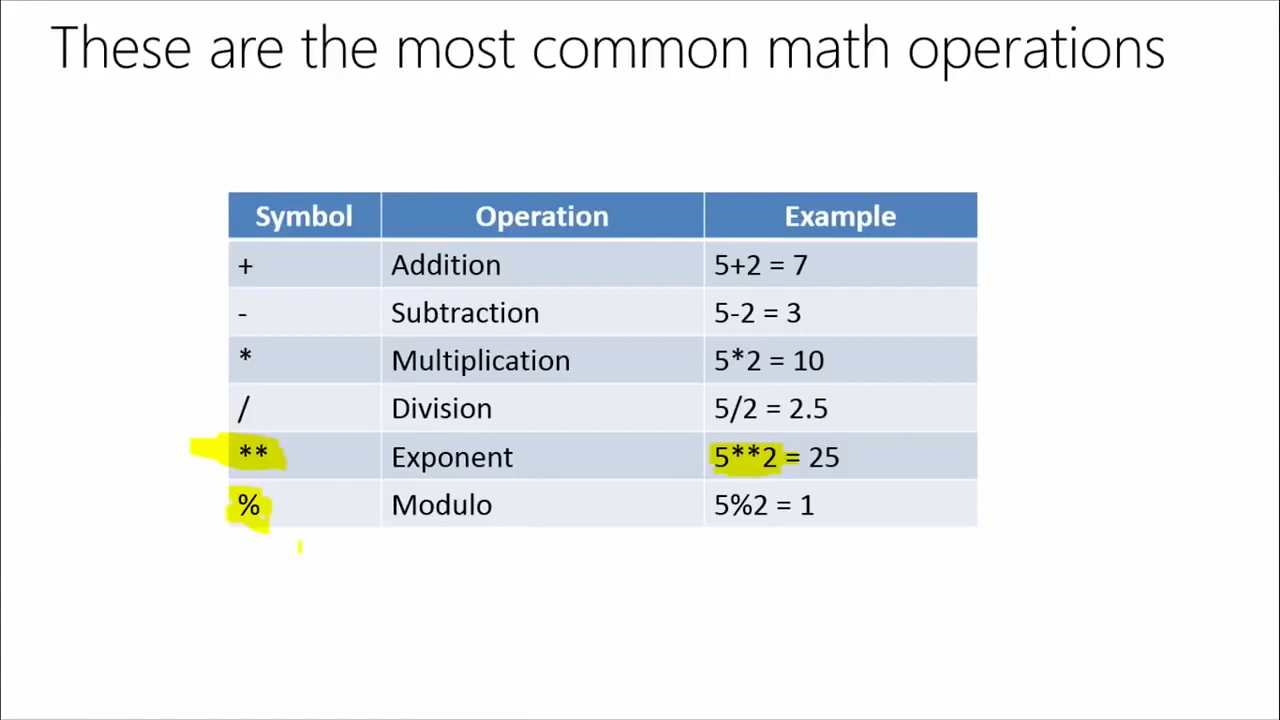 These are the most common math operations
Symbol Operation Example
+ Addition 5+2 = 7
- Subtraction 5-2 = 3
* Multiplication 5*2 = 10
/ Division 5/2 = 2.5
** Exponent 5**2 = 25
% Modulo 5%2 = 1